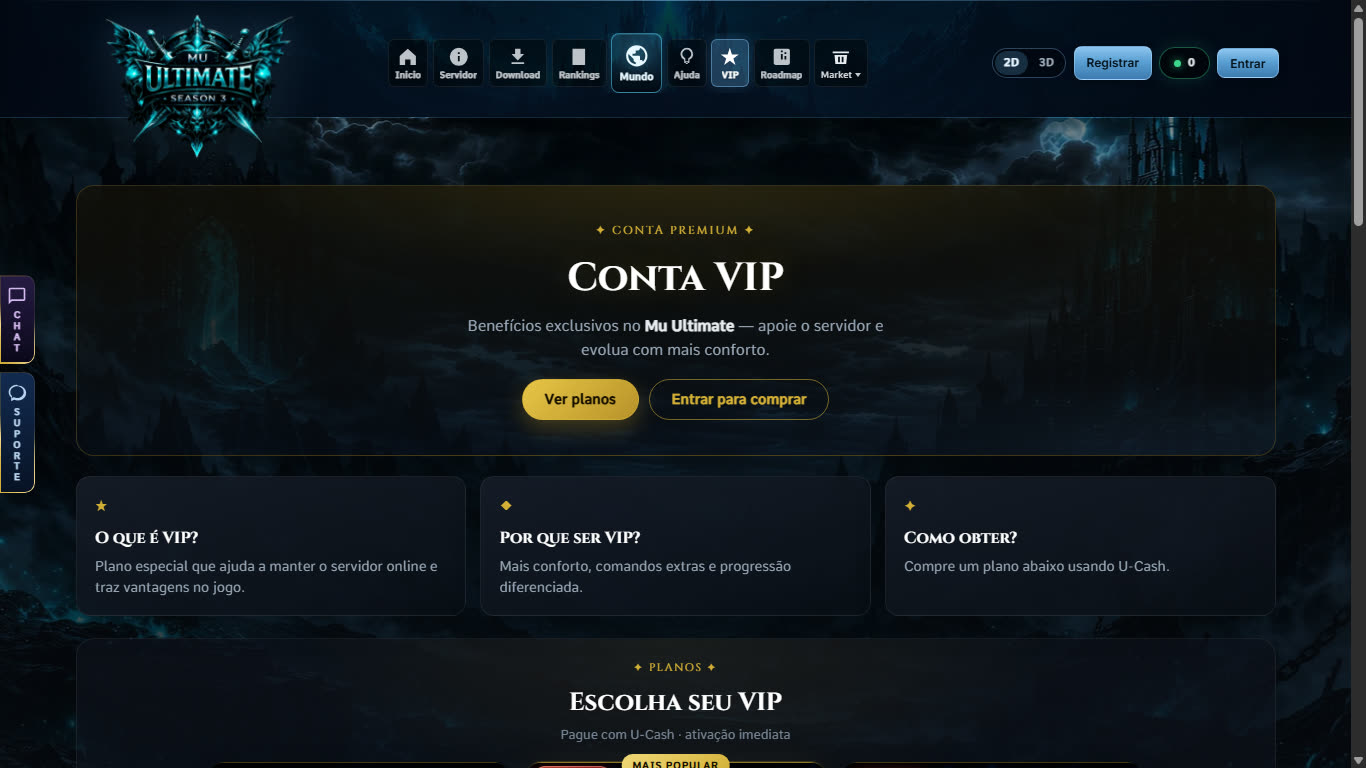 MU
ULTIMATE
SEASON 3
Início
Servidor
Download
Rankings
Mundo
Ajuda
VIP
Roadmap
Market
2D
3D
Registrar
0
Entrar
CHAT
SUPORTE
✦ CONTA PREMIUM ✦
CONTA VIP
Benefícios exclusivos no Mu Ultimate — apoie o servidor e
evolua com mais conforto.
Ver planos
Entrar para comprar
O QUE É VIP?
Plano especial que ajuda a manter o servidor online e
traz vantagens no jogo.
POR QUE SER VIP?
Mais conforto, comandos extras e progressão
diferenciada.
COMO OBTER?
Compre um plano abaixo usando U-Cash.
✦ PLANOS ✦
ESCOLHA SEU VIP
Pague com U-Cash · ativação imediata
MAIS POPULAR